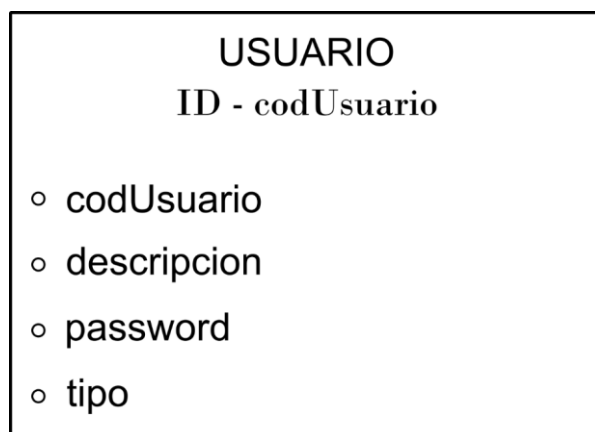 USUARIO
ID - codUsuario
codUsuario
descripcion
password
tipo